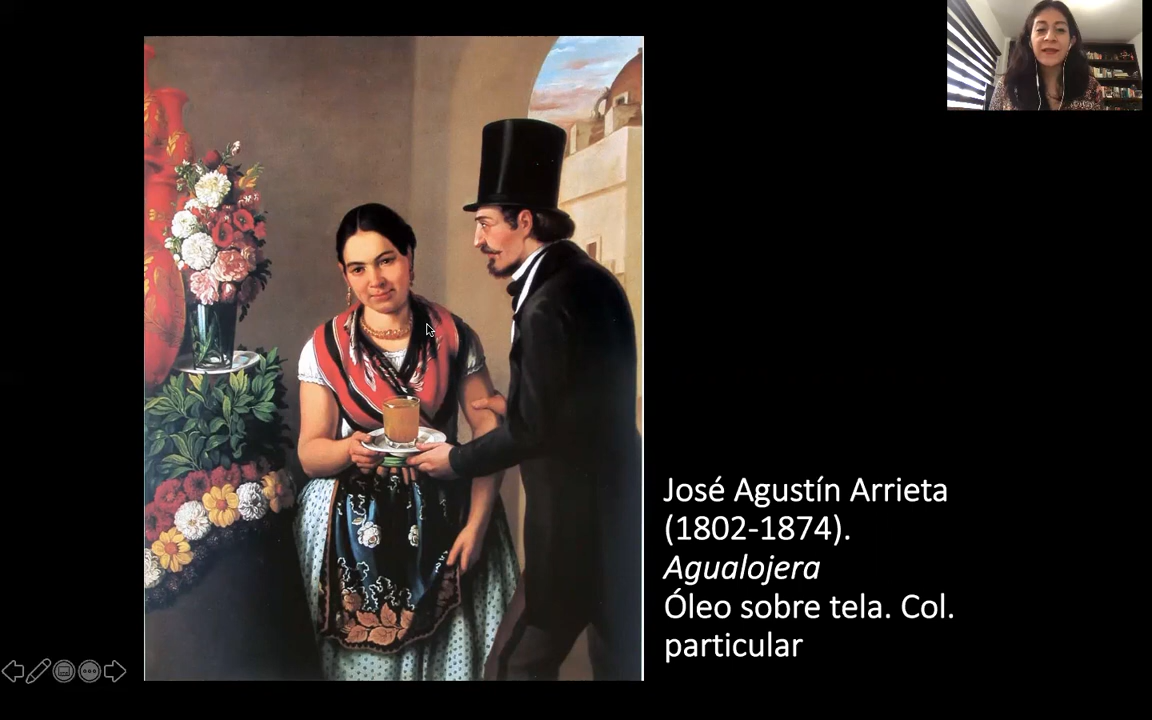 José Agustín Arrieta
(1802-1874).
Agualojera
Óleo sobre tela. Col.
particular